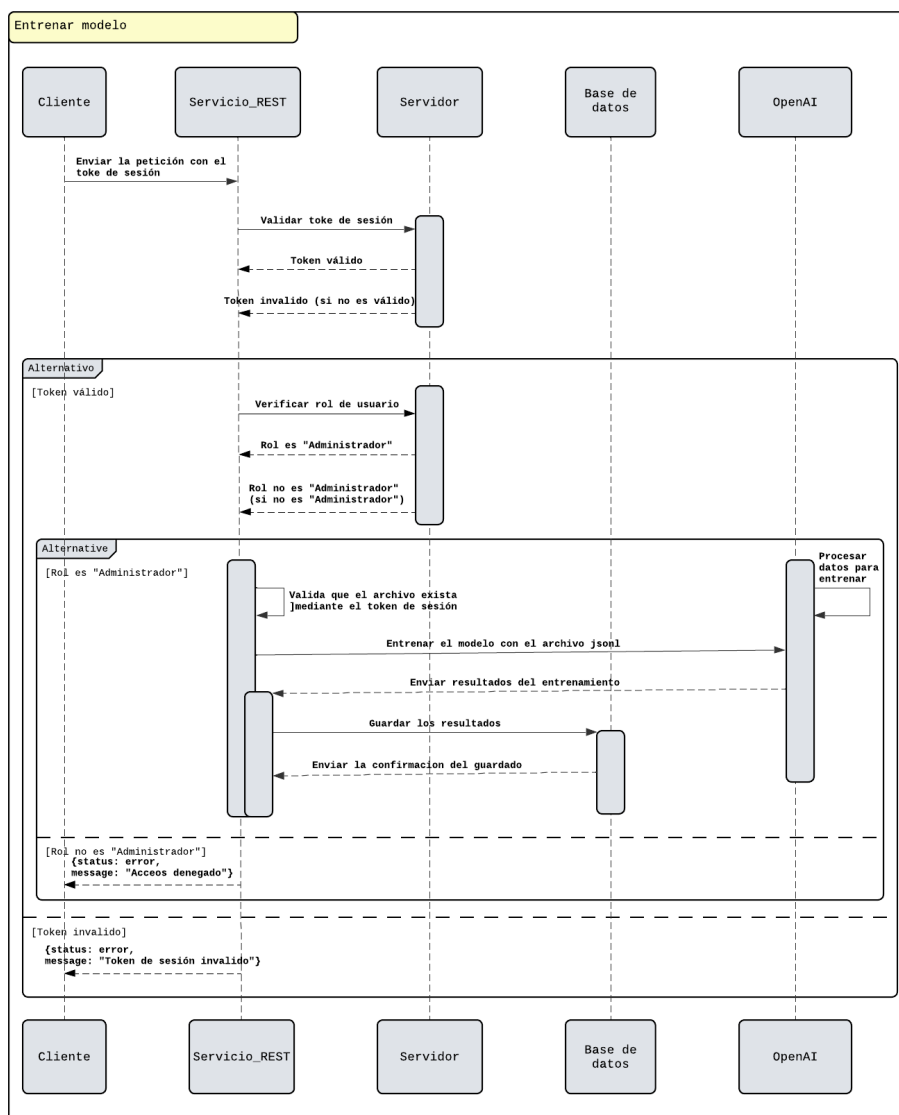 Entrenar modelo
Cliente
Servicio_REST
Servidor
Base de
datos
OpenAI
Enviar la petición con el
toke de sesión
Validar toke de sesión
Token válido
Token invalido (si no es válido)
Alternativo
[Token válido]
Verificar rol de usuario
Rol es "Administrador"
Rol no es "Administrador"
(si no es "Administrador")
Alternative
[Rol es "Administrador"]
Procesar
datos para
entrenar
Valida que el archivo exista
]mediante el token de sesión
Entrenar el modelo con el archivo jsonl
Enviar resultados del entrenamiento
Guardar los resultados
Enviar la confirmacion del guardado
[Rol no es "Administrador"]
{status: error,
message: "Acceos denegado"}
[Token invalido]
{status: error,
message: "Token de sesión invalido"}
Cliente
Servicio_REST
Servidor
Base de
datos
OpenAI